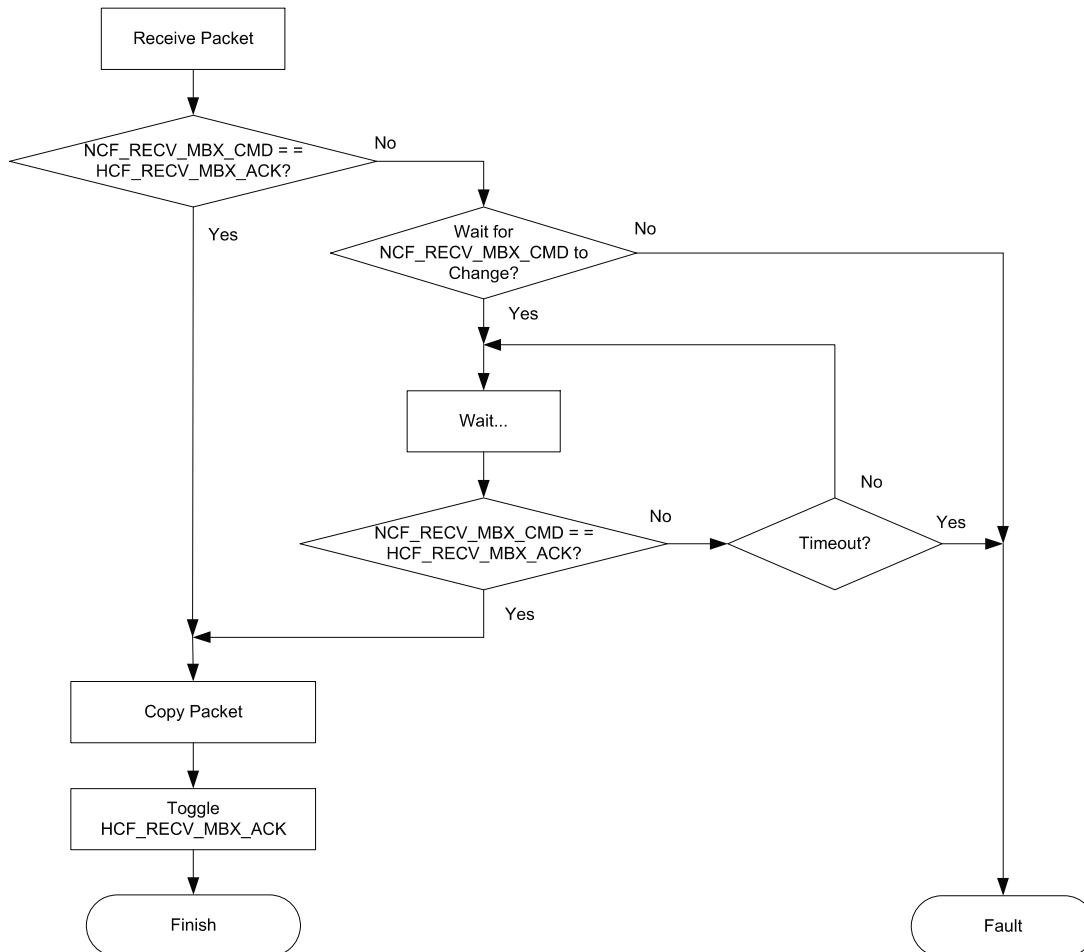 Receive Packet
NCF_RECV_MBX_CMD = =
HCF_RECV_MBX_ACK?
No
Yes
Wait for
NCF_RECV_MBX_CMD to
Change?
No
Yes
Wait...
NCF_RECV_MBX_CMD = =
HCF_RECV_MBX_ACK?
No
Yes
Timeout?
No
Yes
Copy Packet
Toggle
HCF_RECV_MBX_ACK
Finish
Fault